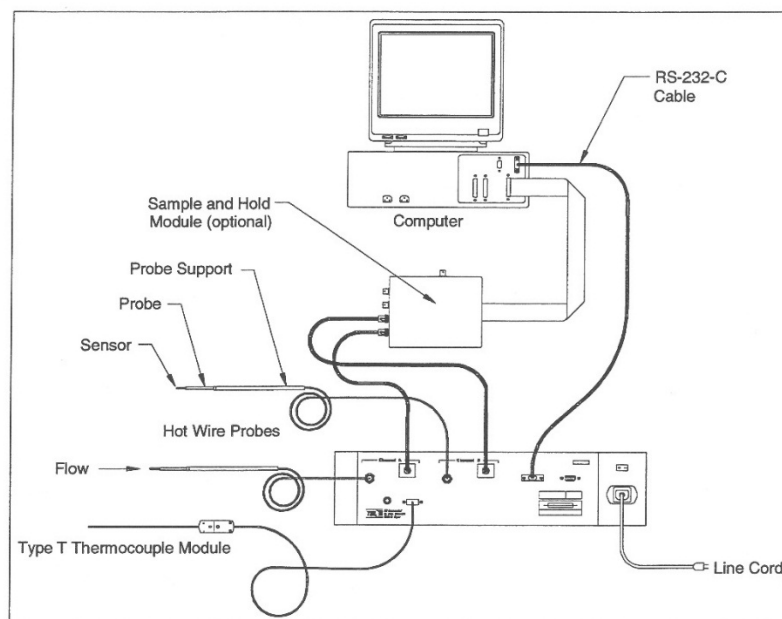 RS-232-C
Cable
Sample and Hold
Module (optional)
Computer
Probe Support
Probe
Sensor
Hot Wire Probes
Flow
Type T Thermocouple Module
Line Cord